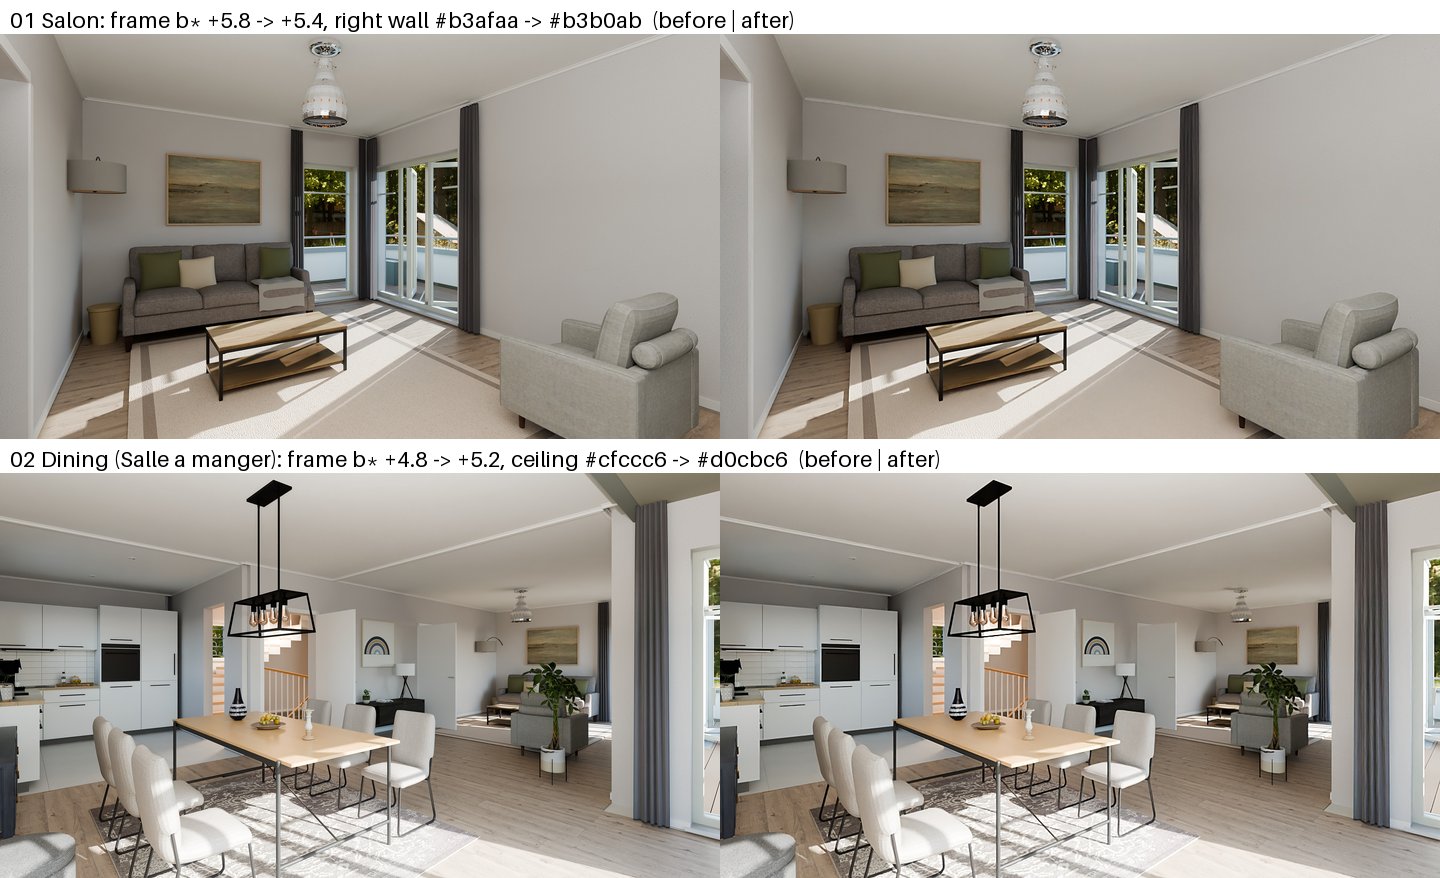 01 Salon: frame b* +5.8 -> +5.4, right wall #b3afaa -> #b3b0ab (before | after)
02 Dining (Salle a manger): frame b* +4.8 -> +5.2, ceiling #cfccc6 -> #d0cbc6 (before | after)